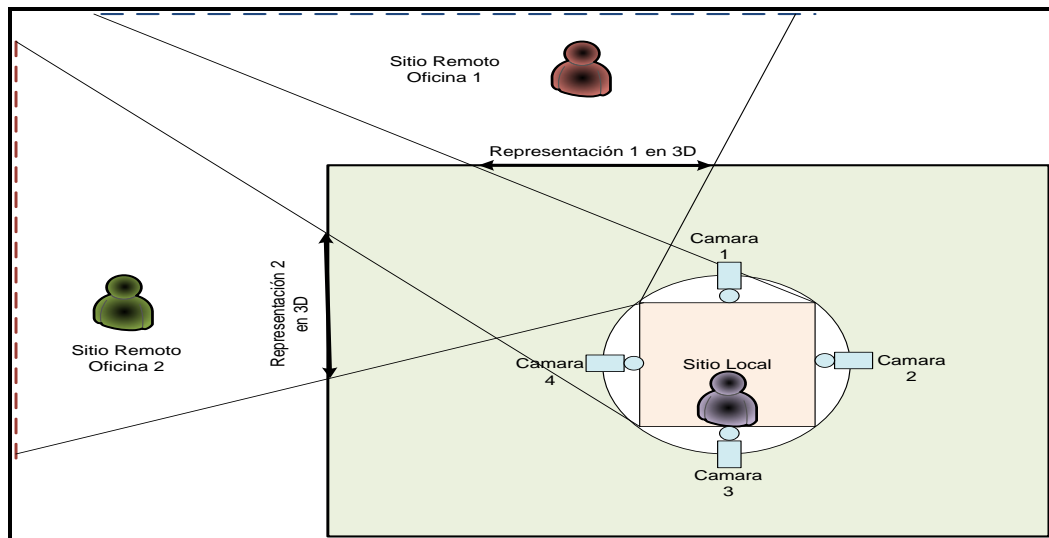 Sitio Remoto
Oficina 1
Representación 1 en 3D
Camara
1
Representación 2
en 3D
Sitio Remoto
Oficina 2
Camara
4
Sitio Local
Camara
2
Camara
3